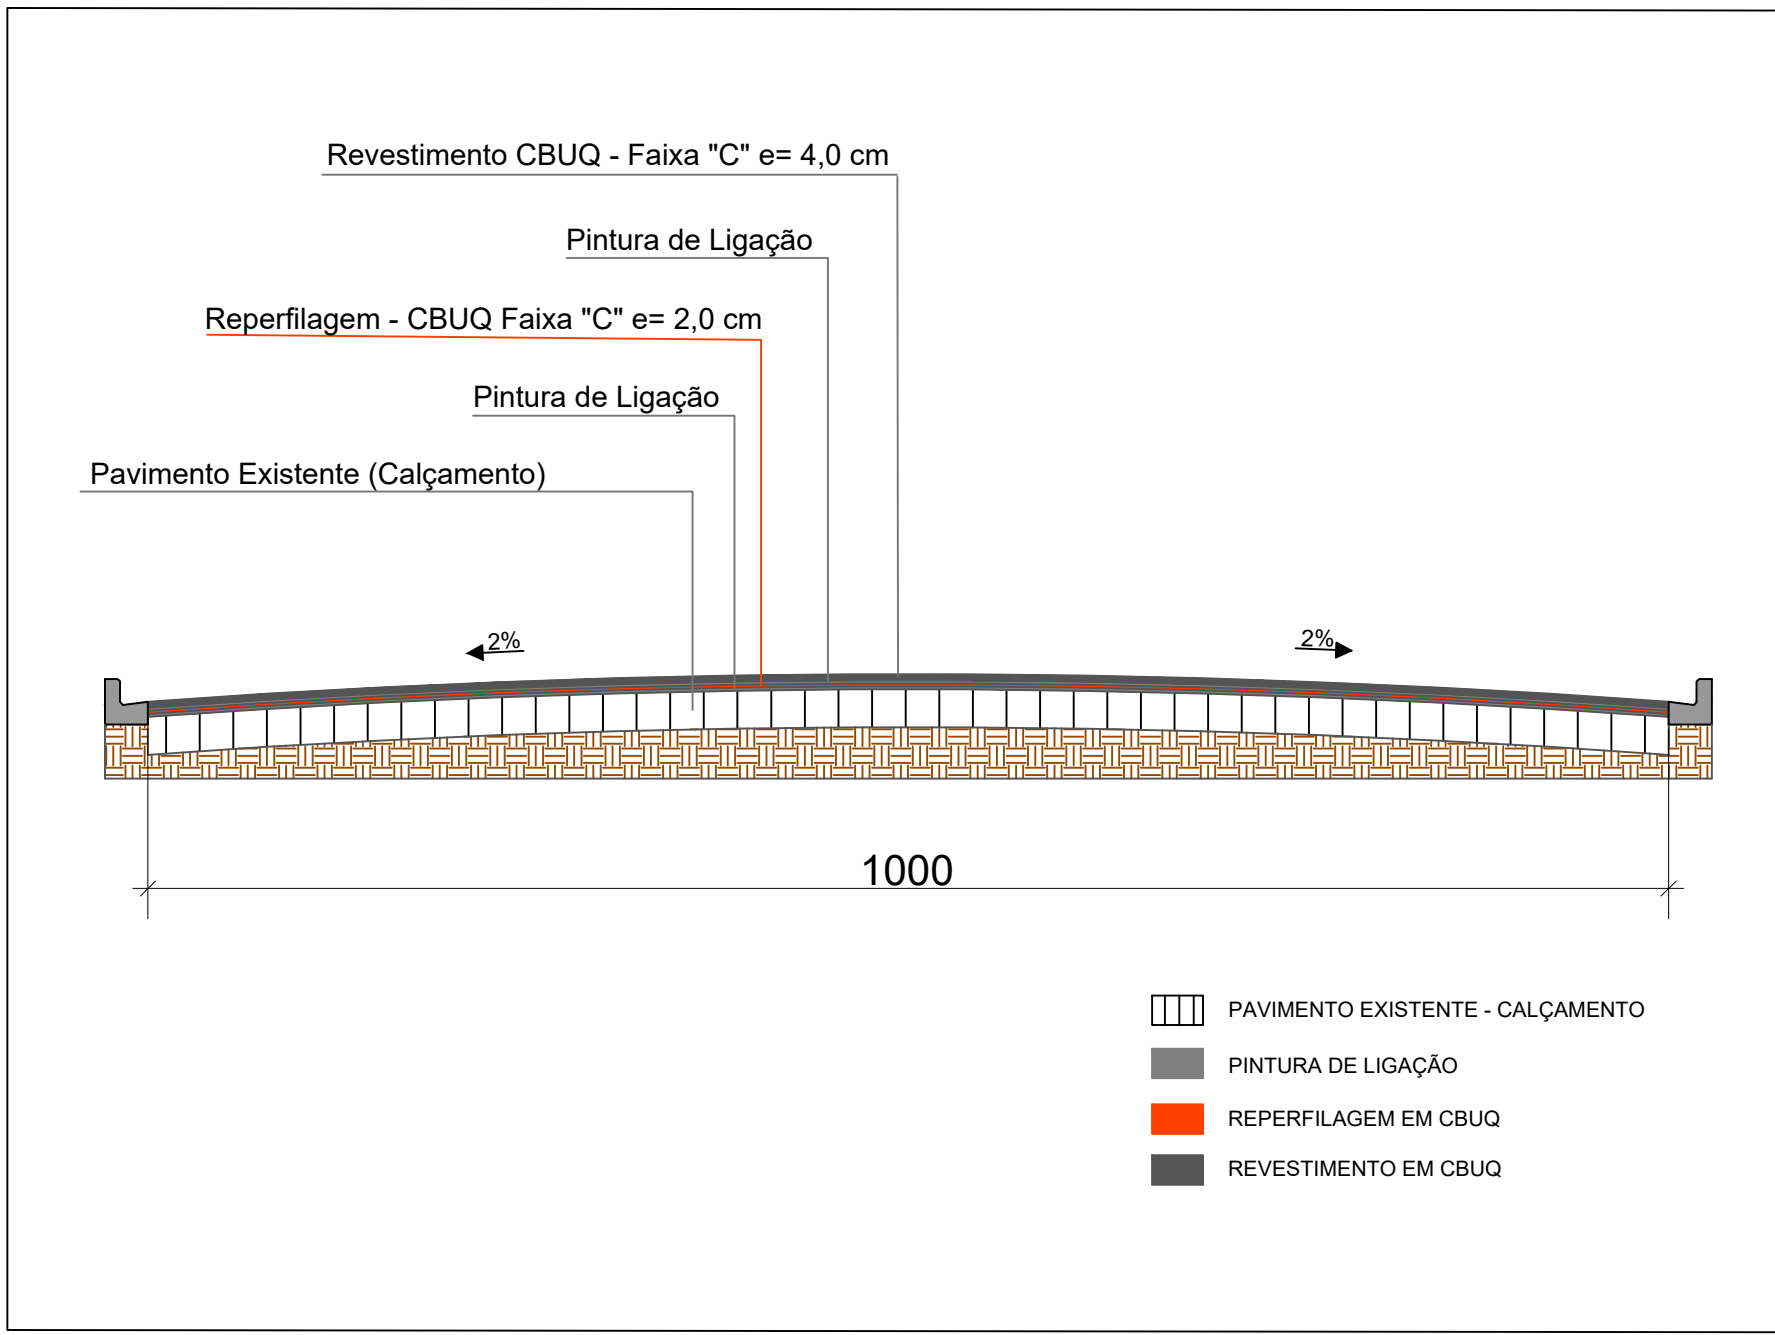 Revestimento CBUQ - Faixa "C" e= 4,0 cm
Pintura de Ligação
Reperfilagem - CBUQ Faixa "C" e= 2,0 cm
Pintura de Ligação
Pavimento Existente (Calçamento)
2%
2%
1000
PAVIMENTO EXISTENTE - CALÇAMENTO
PINTURA DE LIGAÇÃO
REPERFILAGEM EM CBUQ
REVESTIMENTO EM CBUQ